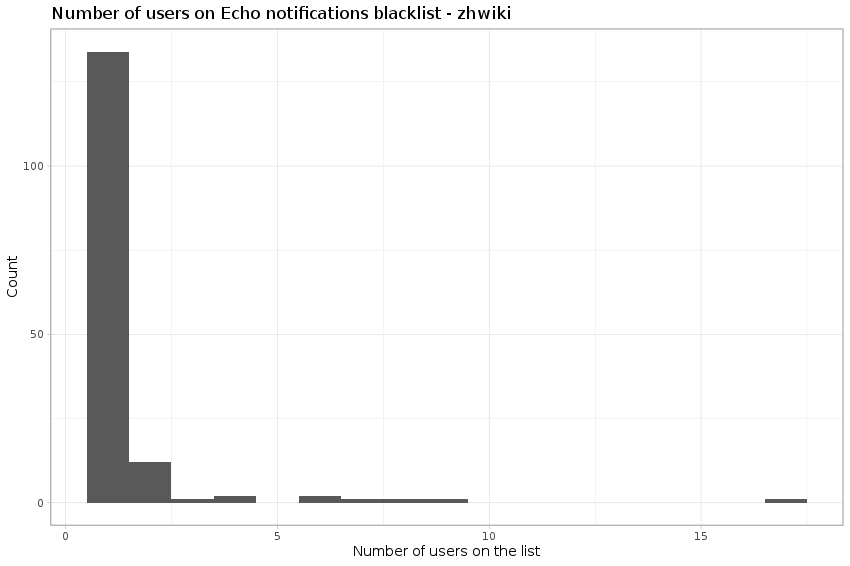 Number of users on Echo notifications blacklist - zhwiki
Count
100
50
0
0 5 10 15
Number of users on the list